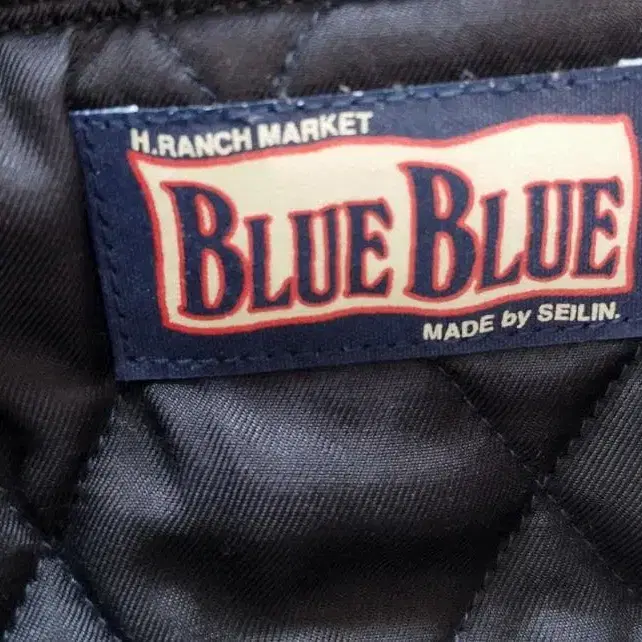 H.RANCH MARKET
BLUE BLUE
MADE by SEILIN.